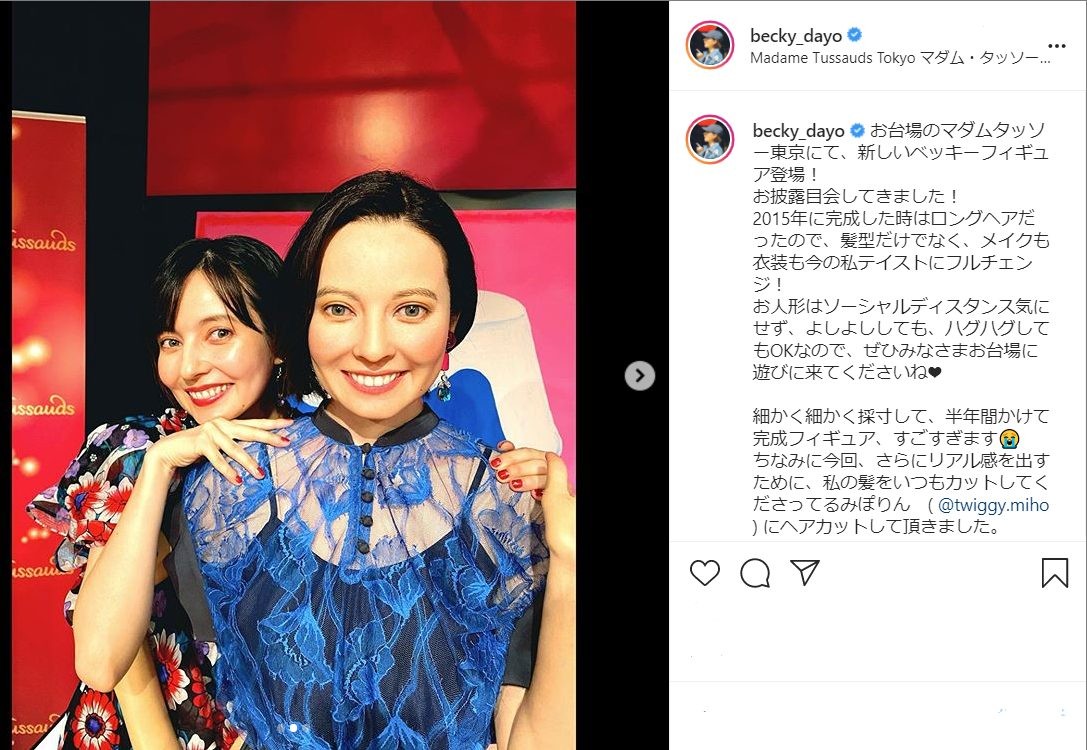 becky_dayo
Madame Tussauds Tokyo マダム・タッソー...
becky_dayo お台場のマダムタッソ
ー東京にて、新しいベッキーフィギュ
ア登場！
お披露目会してきました！
2015年に完成した時はロングヘアだ
ったので、髪型だけでなく、メイクも
衣装も今の私テイストにフルチェン
ジ！
お人形はソーシャルディスタンス気に
せず、よしよししても、ハグハグして
もOKなので、ぜひみなさまお台場に
遊びに来てくださいね❤
細かく細かく採寸して、半年間かけて
完成フィギュア、すごすぎます😭
ちなみに今回、さらにリアル感を出す
ために、私の髪をいつもカットしてく
ださってるみぽりん （ @twiggy.miho
) にヘアカットして頂きました。
ussauds
ussauds
ussauds
ussauds